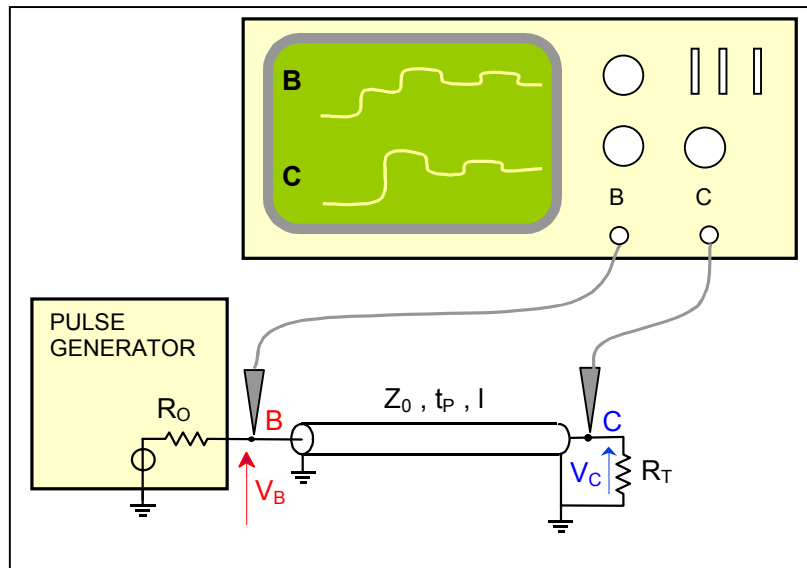 B
C
B
C
PULSE
GENERATOR
R_O
B
Z_0 , t_P , l
C
V_B
V_C
R_T